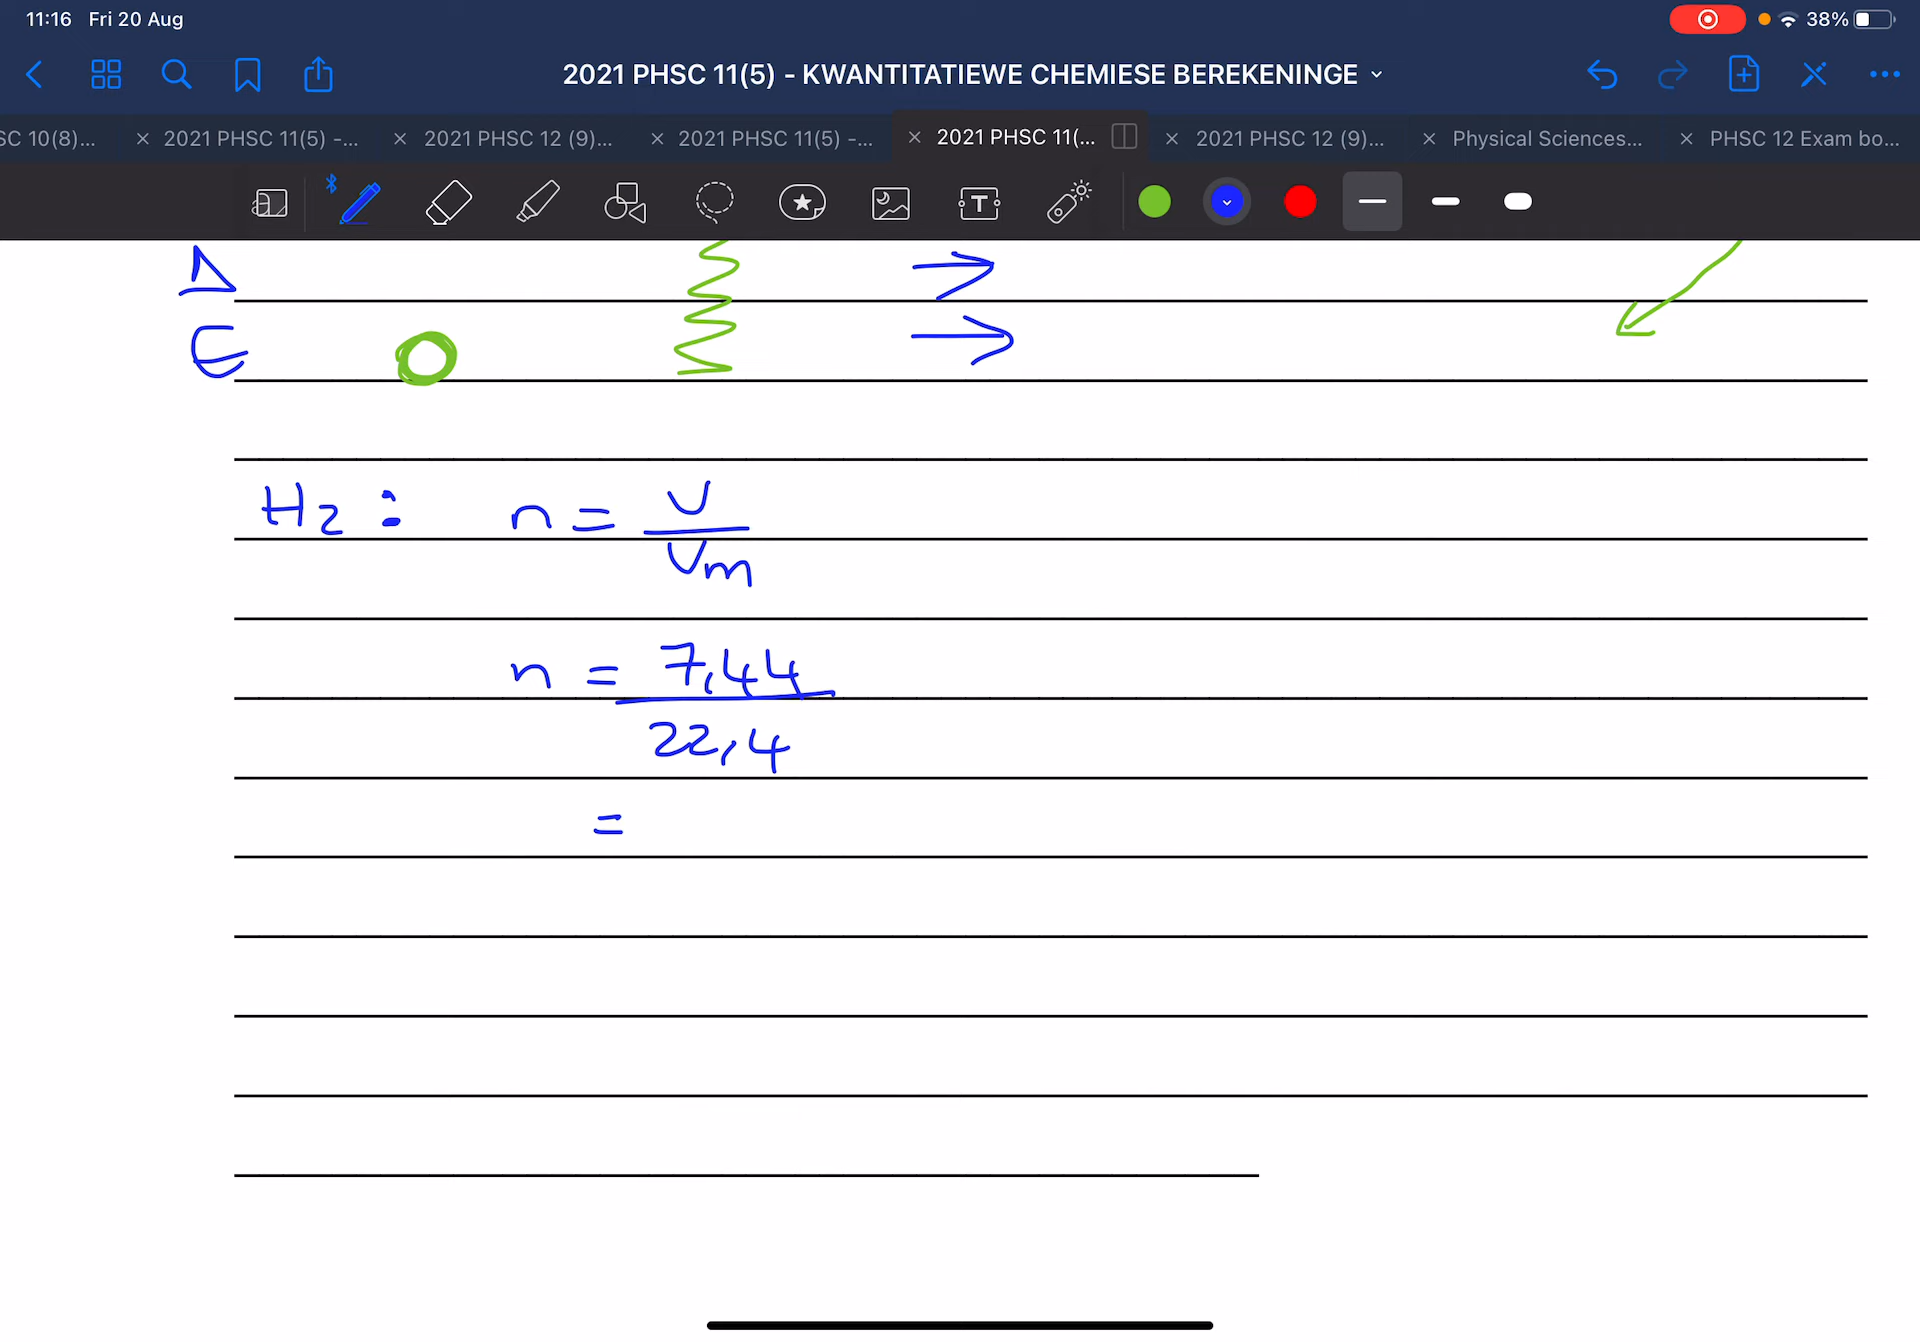 11:16 Fri 20 Aug 38%
2021 PHSC 11(5) - KWANTITATIEWE CHEMIESE BEREKENINGE
SC 10(8)... × 2021 PHSC 11(5) -... × 2021 PHSC 12 (9)... × 2021 PHSC 11(5) -... × 2021 PHSC 11(... × 2021 PHSC 12 (9)... × Physical Sciences... × PHSC 12 Exam bo...
T
Δ →
E O →
H2 : n = V
Vm
n = 7,44
22,4
=